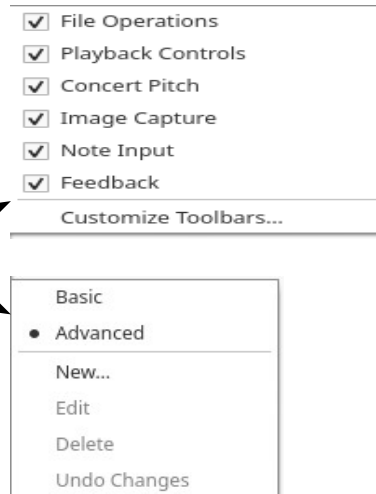 File Operations
Playback Controls
Concert Pitch
Image Capture
Note Input
Feedback
Customize Toolbars...
Basic
Advanced
New...
Edit
Delete
Undo Changes